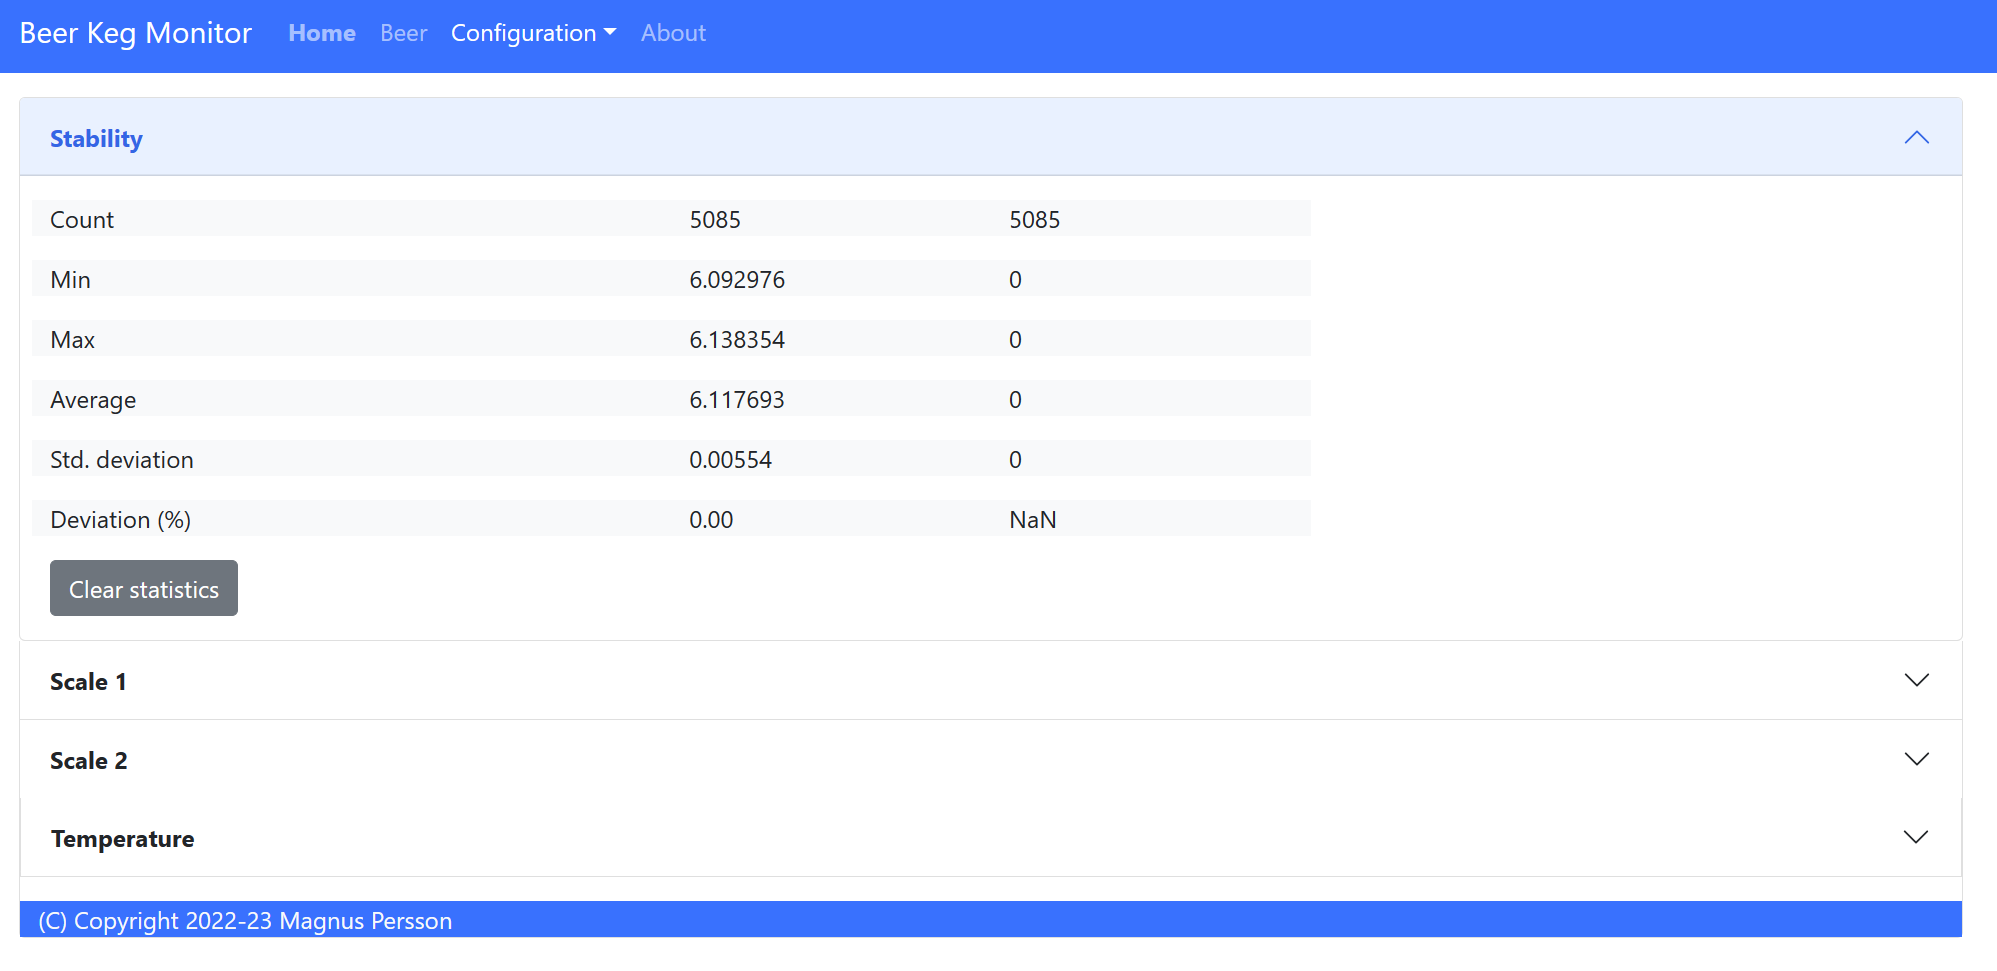 Beer Keg Monitor Home Beer Configuration About
Stability
Count 5085 5085
Min 6.092976 0
Max 6.138354 0
Average 6.117693 0
Std. deviation 0.00554 0
Deviation (%) 0.00 NaN
Clear statistics
Scale 1
Scale 2
Temperature
(C) Copyright 2022-23 Magnus Persson